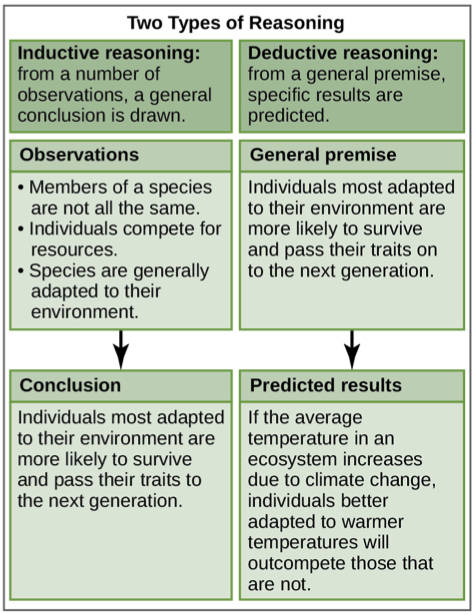 Two Types of Reasoning
Inductive reasoning:
from a number of
observations, a general
conclusion is drawn.
Deductive reasoning:
from a general premise,
specific results are
predicted.
Observations
• Members of a species
are not all the same.
• Individuals compete for
resources.
• Species are generally
adapted to their
environment.
General premise
Individuals most adapted
to their environment are
more likely to survive
and pass their traits on
to the next generation.
Conclusion
Individuals most adapted
to their environment are
more likely to survive
and pass their traits to
the next generation.
Predicted results
If the average
temperature in an
ecosystem increases
due to climate change,
individuals better
adapted to warmer
temperatures will
outcompete those that
are not.